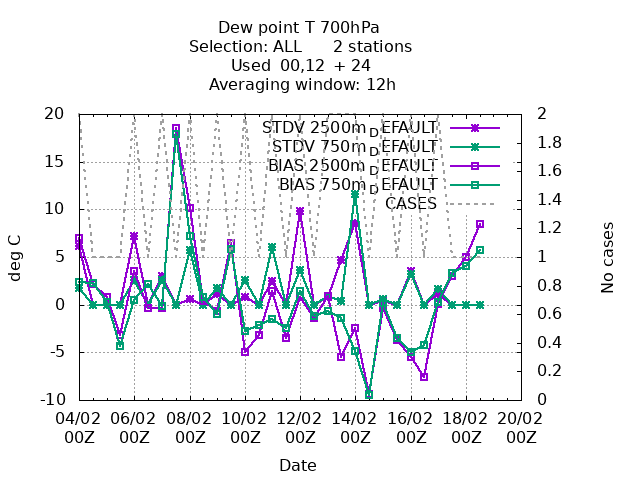 Dew point T 700hPa
Selection: ALL 2 stations
Used 00,12 + 24
Averaging window: 12h
20
15
10
5
0
-5
-10
deg C
STDV 2500m DEFAULT
STDV 750m DEFAULT
BIAS 2500m DEFAULT
BIAS 750m DEFAULT
CASES
2
1.8
1.6
1.4
1.2
1
0.8
0.6
0.4
0.2
0
No cases
04/02 06/02 08/02 10/02 12/02 14/02 16/02 18/02 20/02
00Z 00Z 00Z 00Z 00Z 00Z 00Z 00Z 00Z
Date